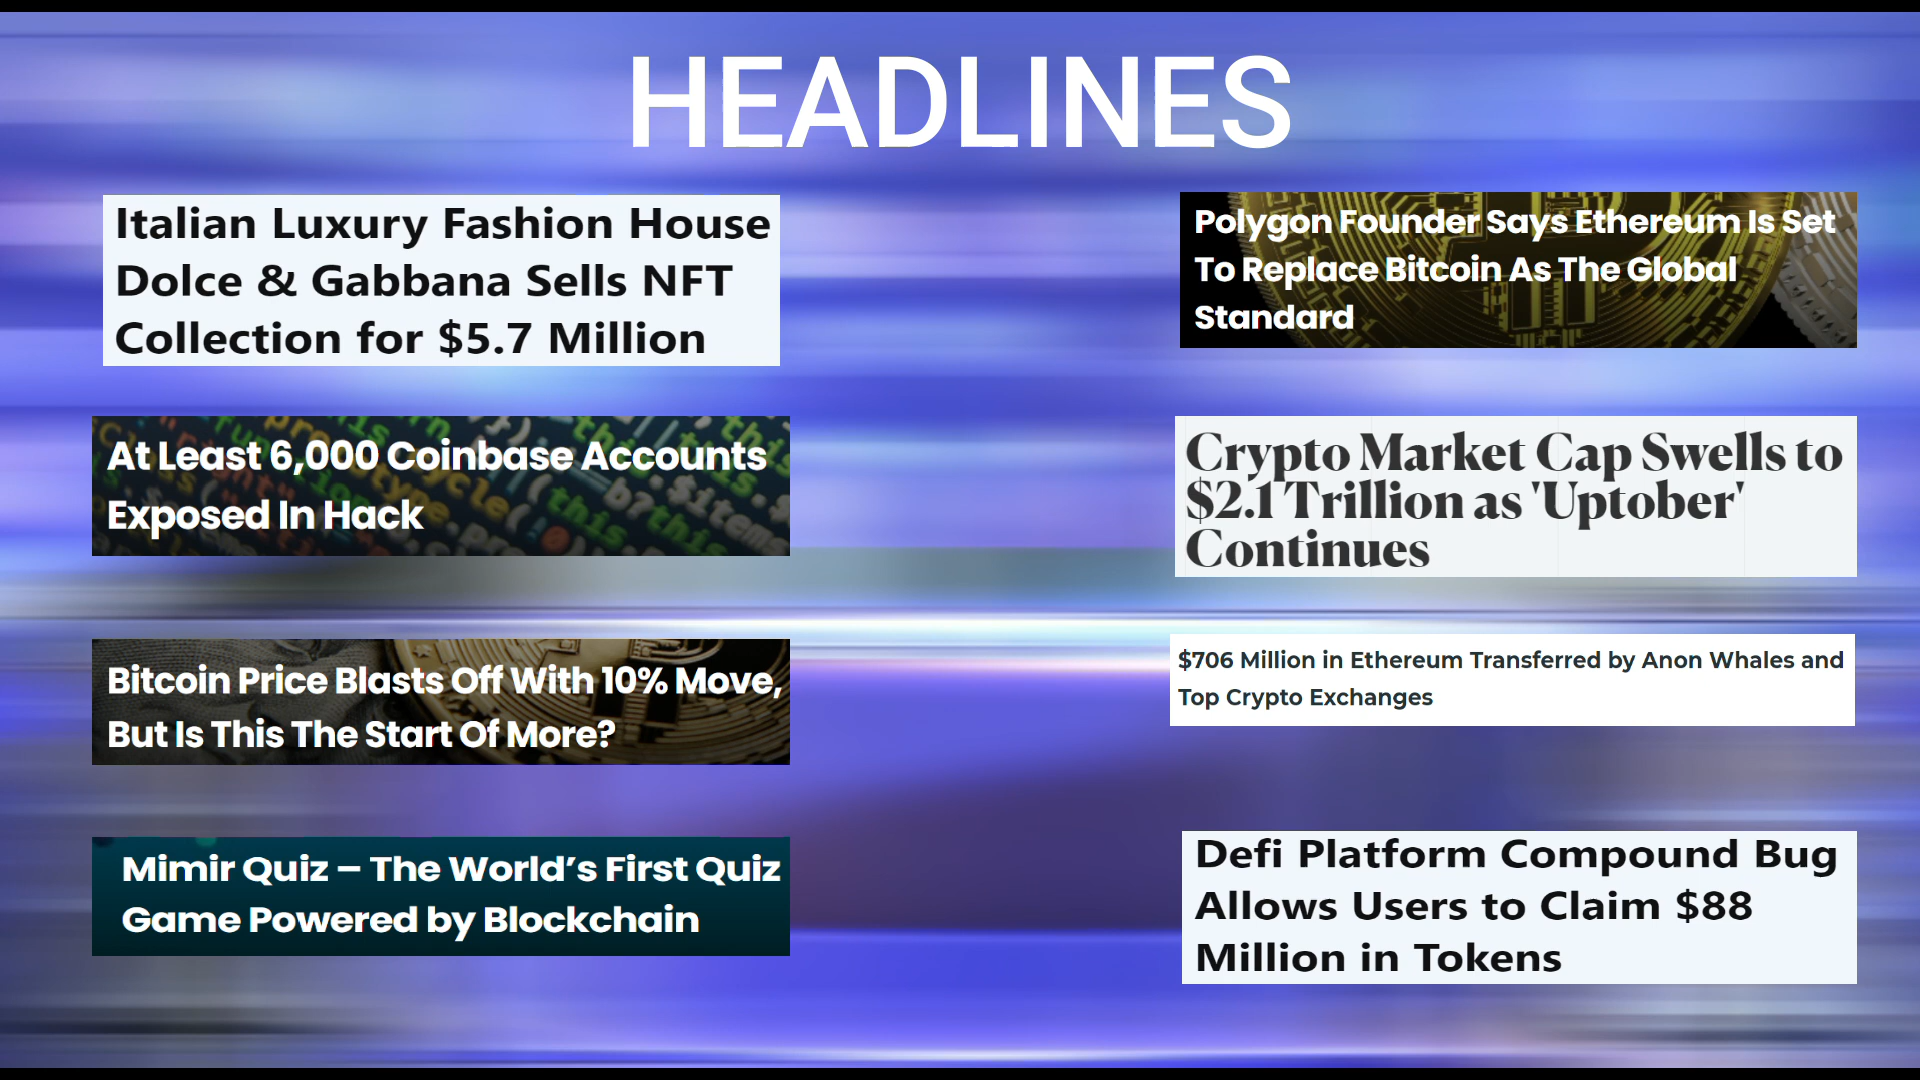 HEADLINES
Italian Luxury Fashion House
Dolce & Gabbana Sells NFT
Collection for $5.7 Million
At Least 6,000 Coinbase Accounts
Exposed In Hack
Bitcoin Price Blasts Off With 10% Move,
But Is This The Start Of More?
Mimir Quiz – The World's First Quiz
Game Powered by Blockchain
Polygon Founder Says Ethereum Is Set
To Replace Bitcoin As The Global
Standard
Crypto Market Cap Swells to
$2.1 Trillion as 'Uptober'
Continues
$706 Million in Ethereum Transferred by Anon Whales and
Top Crypto Exchanges
Defi Platform Compound Bug
Allows Users to Claim $88
Million in Tokens